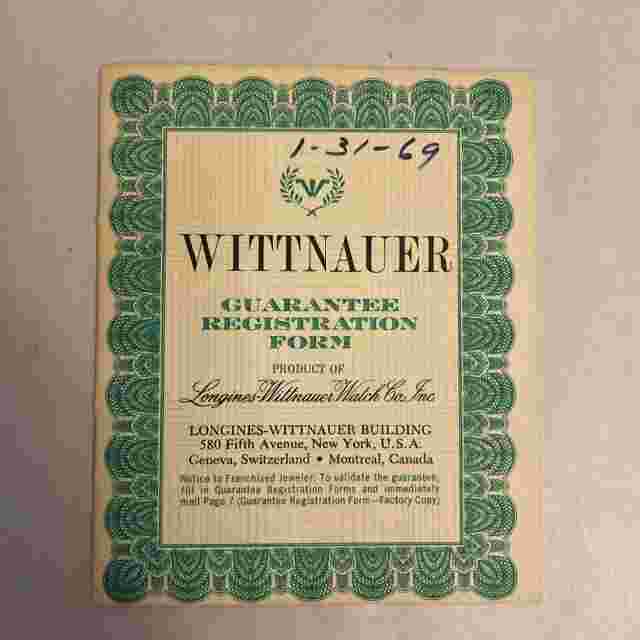 1-31-69
W
WITTNAUER
GUARANTEE
REGISTRATION
FORM
PRODUCT OF
Longines-Wittnauer Watch Co., Inc.
LONGINES-WITTNAUER BUILDING
580 Fifth Avenue, New York, U.S.A.
Geneva, Switzerland • Montreal, Canada
Notice to Franchised Jeweler: To validate the guarantee,
fill in Guarantee Registration Forms and immediately
mail Page 7 (Guarantee Registration Form—Factory Copy)